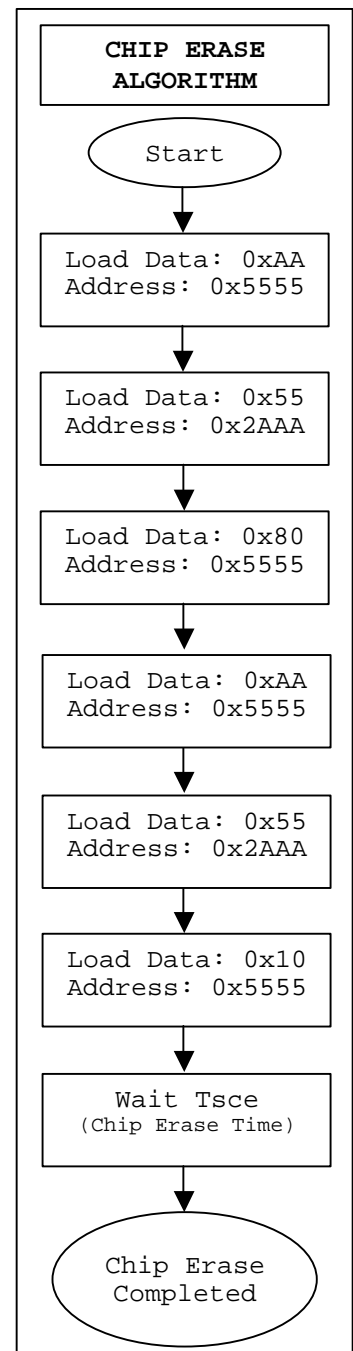 CHIP ERASE
ALGORITHM
Start
Load Data: 0xAA
Address: 0x5555
Load Data: 0x55
Address: 0x2AAA
Load Data: 0x80
Address: 0x5555
Load Data: 0xAA
Address: 0x5555
Load Data: 0x55
Address: 0x2AAA
Load Data: 0x10
Address: 0x5555
Wait Tsce
(Chip Erase Time)
Chip Erase
Completed